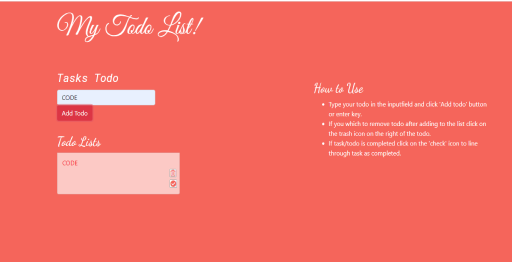 My Todo List!
Tasks Todo
CODE
Add Todo
Todo Lists
CODE
How to Use
Type your todo in the inputfield and click 'Add todo' button
or enter key.
If you which to remove todo after adding to the list click on
the trash icon on the right of the todo.
If task/todo is completed click on the 'check' icon to line
through task as completed.